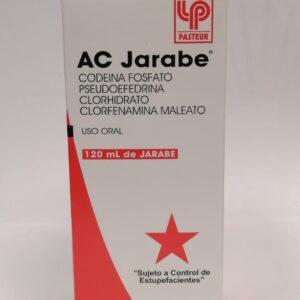 LP
PASTEUR
AC Jarabe®
CODEINA FOSFATO
PSEUDOEFEDRINA
CLORHIDRATO
CLORFENAMINA MALEATO
USO ORAL
120 mL de JARABE
"Sujeto a Control de
Estupefacientes"